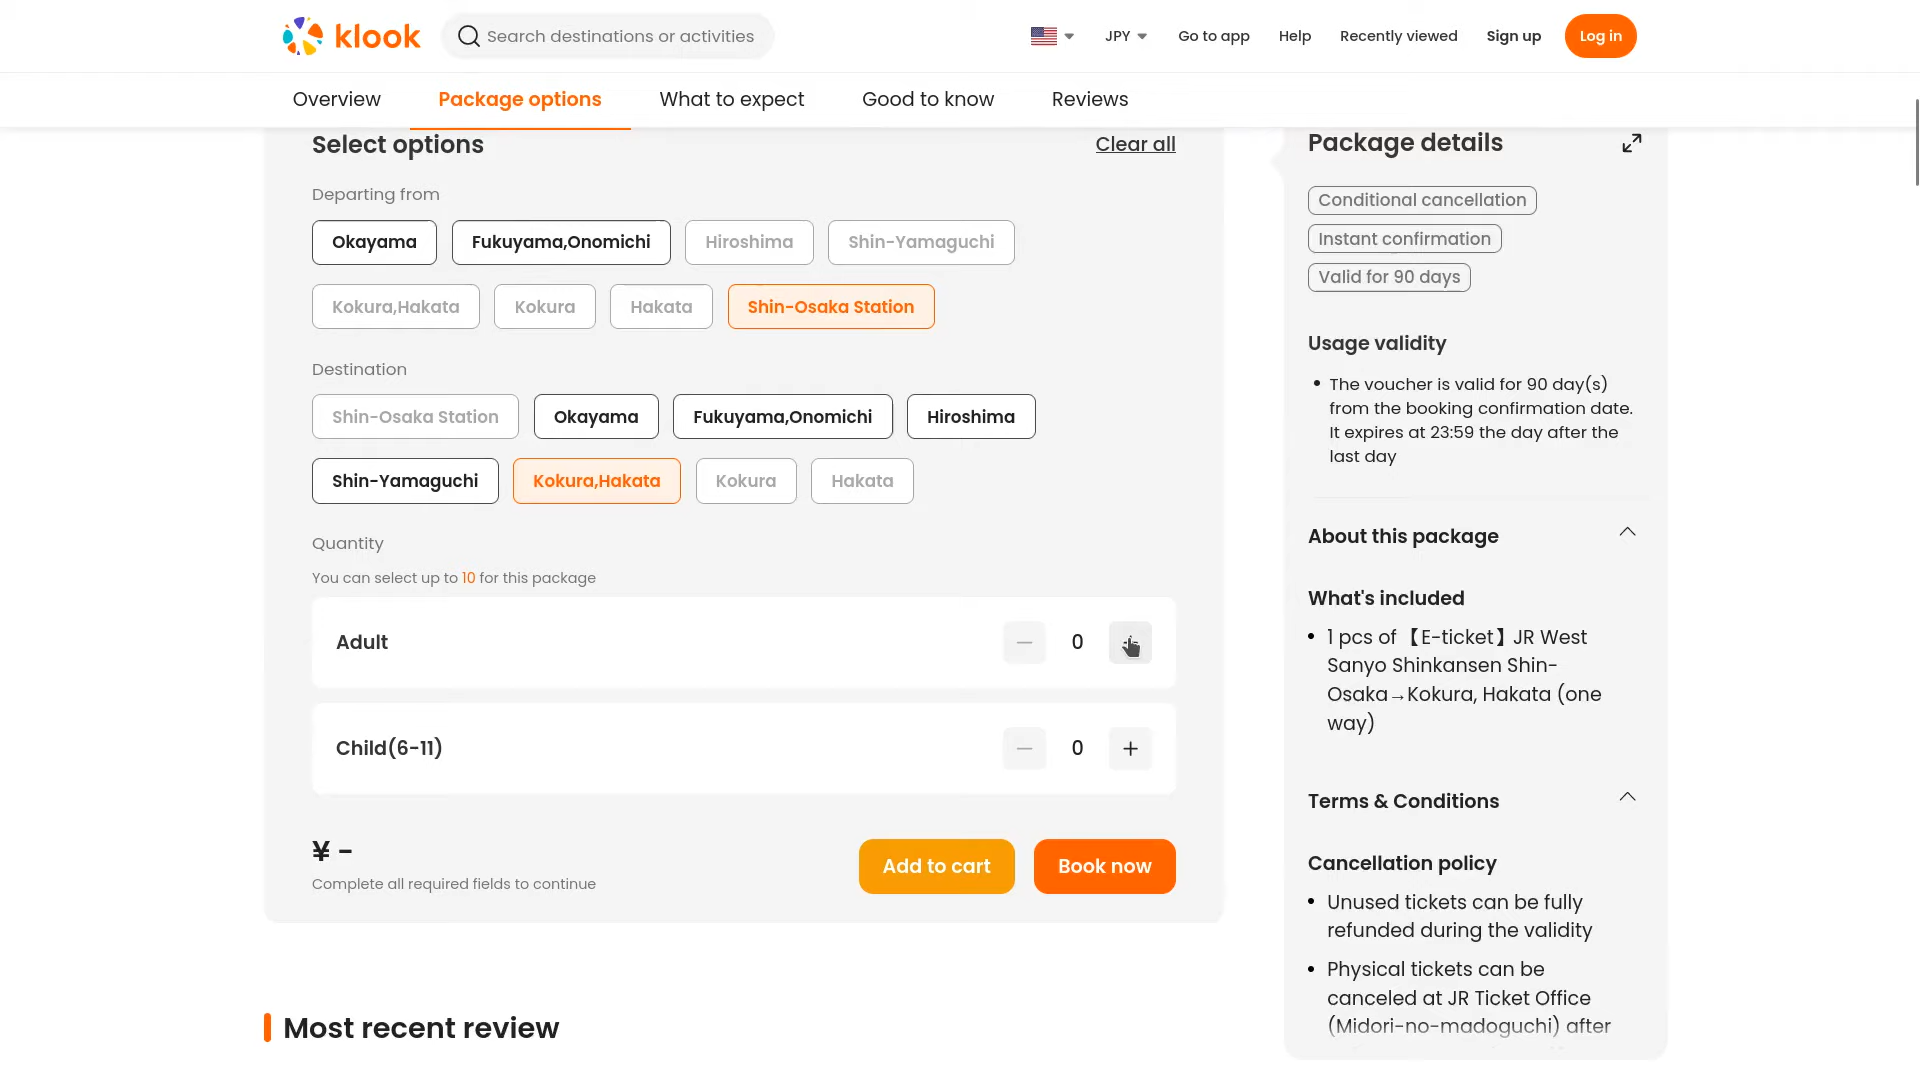 klook
Search destinations or activities
JPY
Go to app
Help
Recently viewed
Sign up
Log in
Overview
Package options
What to expect
Good to know
Reviews
Select options
Clear all
Departing from
Okayama
Fukuyama,Onomichi
Hiroshima
Shin-Yamaguchi
Kokura,Hakata
Kokura
Hakata
Shin-Osaka Station
Destination
Shin-Osaka Station
Okayama
Fukuyama,Onomichi
Hiroshima
Shin-Yamaguchi
Kokura,Hakata
Kokura
Hakata
Quantity
You can select up to 10 for this package
Adult
— 0
Child(6-11)
— 0 +
¥ -
Complete all required fields to continue
Add to cart
Book now
Most recent review
Package details
Conditional cancellation
Instant confirmation
Valid for 90 days
Usage validity
• The voucher is valid for 90 day(s)
from the booking confirmation date.
It expires at 23:59 the day after the
last day
About this package
What's included
• 1 pcs of 【E-ticket】JR West
Sanyo Shinkansen Shin-
Osaka→Kokura, Hakata (one
way)
Terms & Conditions
Cancellation policy
• Unused tickets can be fully
refunded during the validity
• Physical tickets can be
canceled at JR Ticket Office
(Midori-no-madoguchi) after